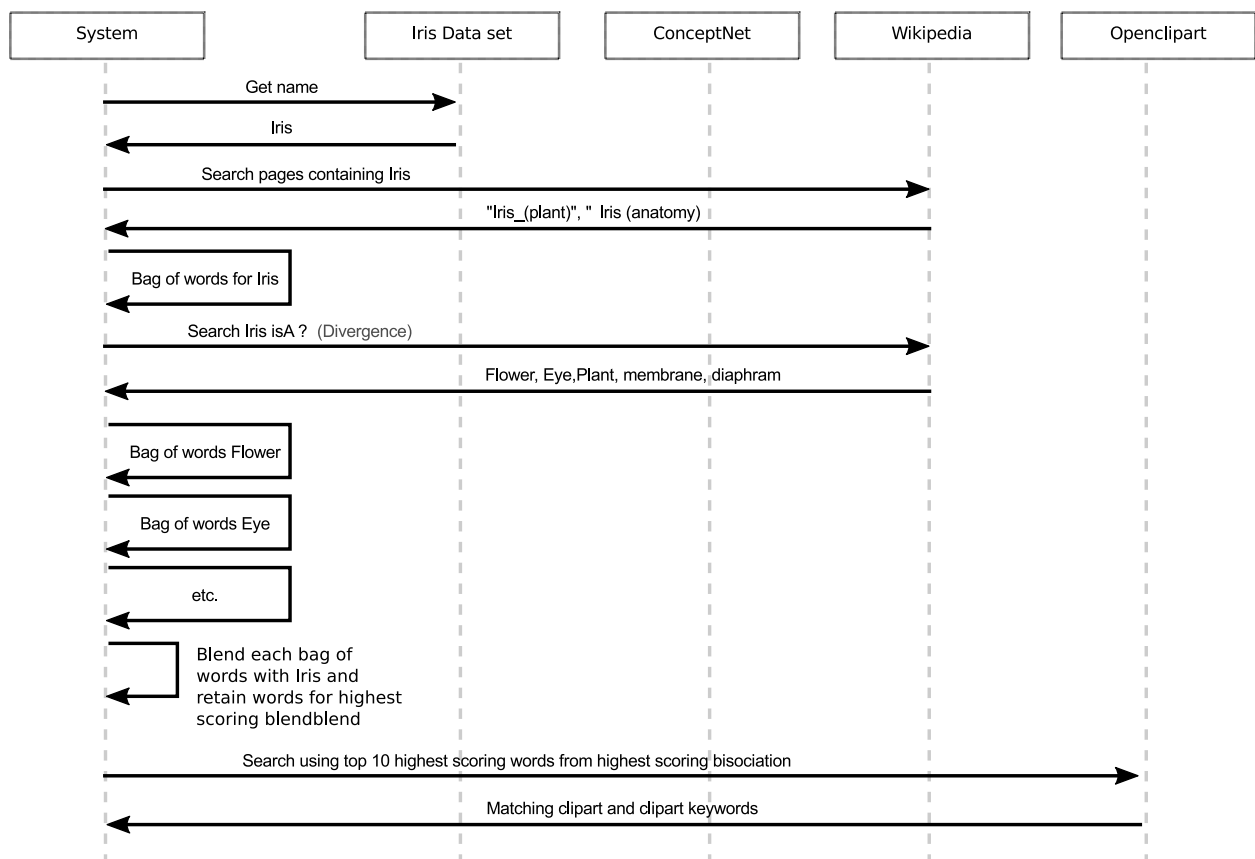 System
Iris Data set
ConceptNet
Wikipedia
Openclipart
Get name
Iris
Search pages containing Iris
"Iris_(plant)", " Iris (anatomy)
Bag of words for Iris
Search Iris isA ? (Divergence)
Flower, Eye,Plant, membrane, diaphram
Bag of words Flower
Bag of words Eye
etc.
Blend each bag of
words with Iris and
retain words for highest
scoring blendblend
Search using top 10 highest scoring words from highest scoring bisociation
Matching clipart and clipart keywords